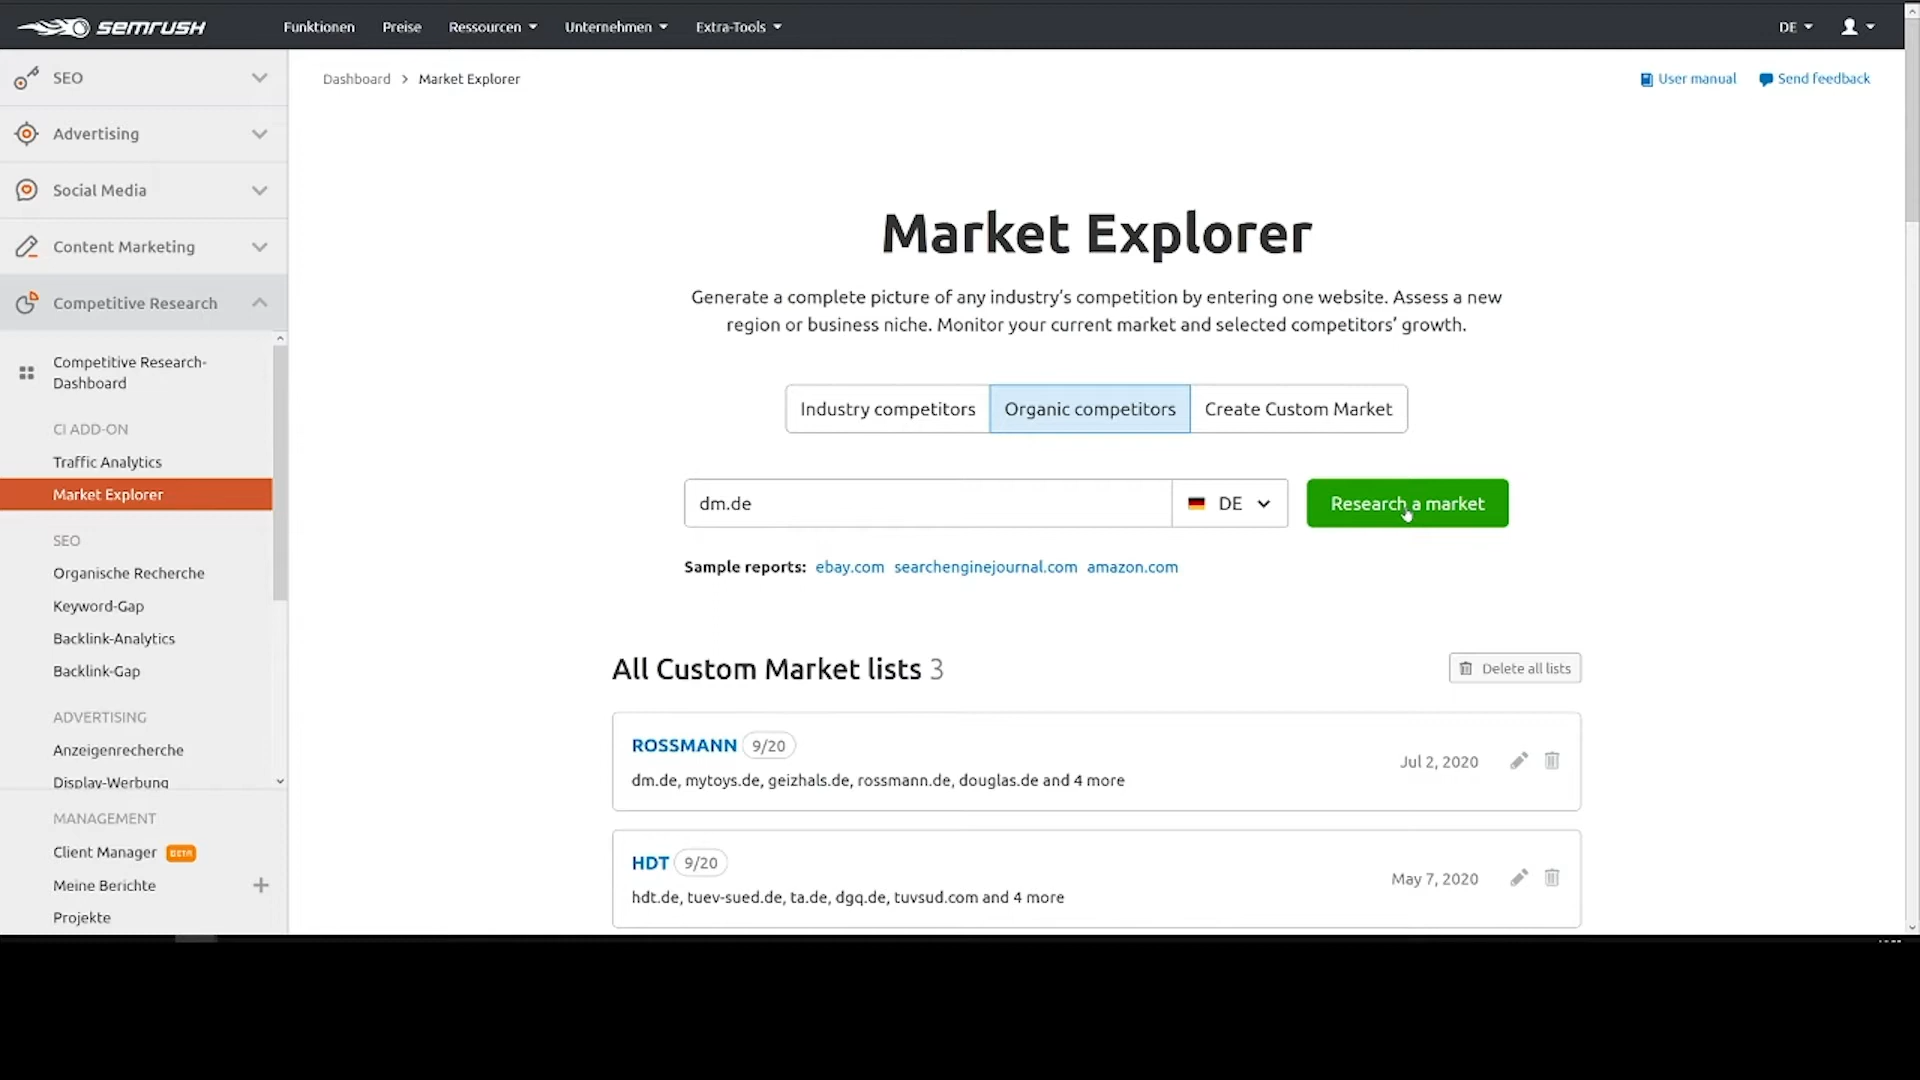 semrush
Funktionen Preise Ressourcen Unternehmen Extra-Tools DE
SEO
Advertising
Social Media
Content Marketing
Competitive Research
Competitive Research-
Dashboard
CI ADD-ON
Traffic Analytics
Market Explorer
SEO
Organische Recherche
Keyword-Gap
Backlink-Analytics
Backlink-Gap
ADVERTISING
Anzeigenrecherche
Display-Werbung
MANAGEMENT
Client Manager BETA
Meine Berichte
Projekte
Dashboard > Market Explorer
User manual Send feedback
Market Explorer
Generate a complete picture of any industry's competition by entering one website. Assess a new
region or business niche. Monitor your current market and selected competitors' growth.
Industry competitors Organic competitors Create Custom Market
dm.de DE Research a market
Sample reports: ebay.com searchenginejournal.com amazon.com
All Custom Market lists 3 Delete all lists
ROSSMANN 9/20
dm.de, mytoys.de, geizhals.de, rossmann.de, douglas.de and 4 more
Jul 2, 2020
HDT 9/20
hdt.de, tuev-sued.de, ta.de, dgq.de, tuvsud.com and 4 more
May 7, 2020